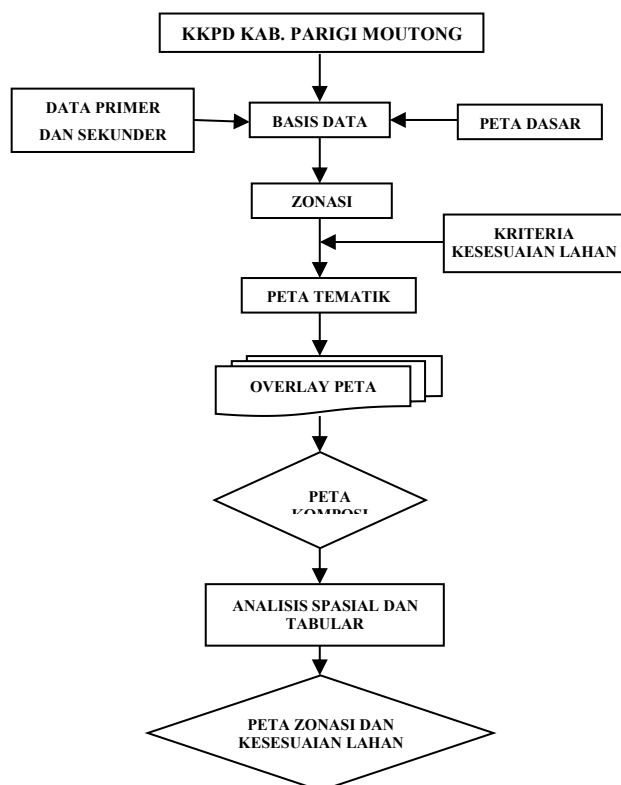 KKPD KAB. PARIGI MOUTONG
DATA PRIMER
DAN SEKUNDER
BASIS DATA
PETA DASAR
ZONASI
KRITERIA
KESESUAIAN LAHAN
PETA TEMATIK
OVERLAY PETA
PETA
KOMPOSI
ANALISIS SPASIAL DAN
TABULAR
PETA ZONASI DAN
KESESUAIAN LAHAN